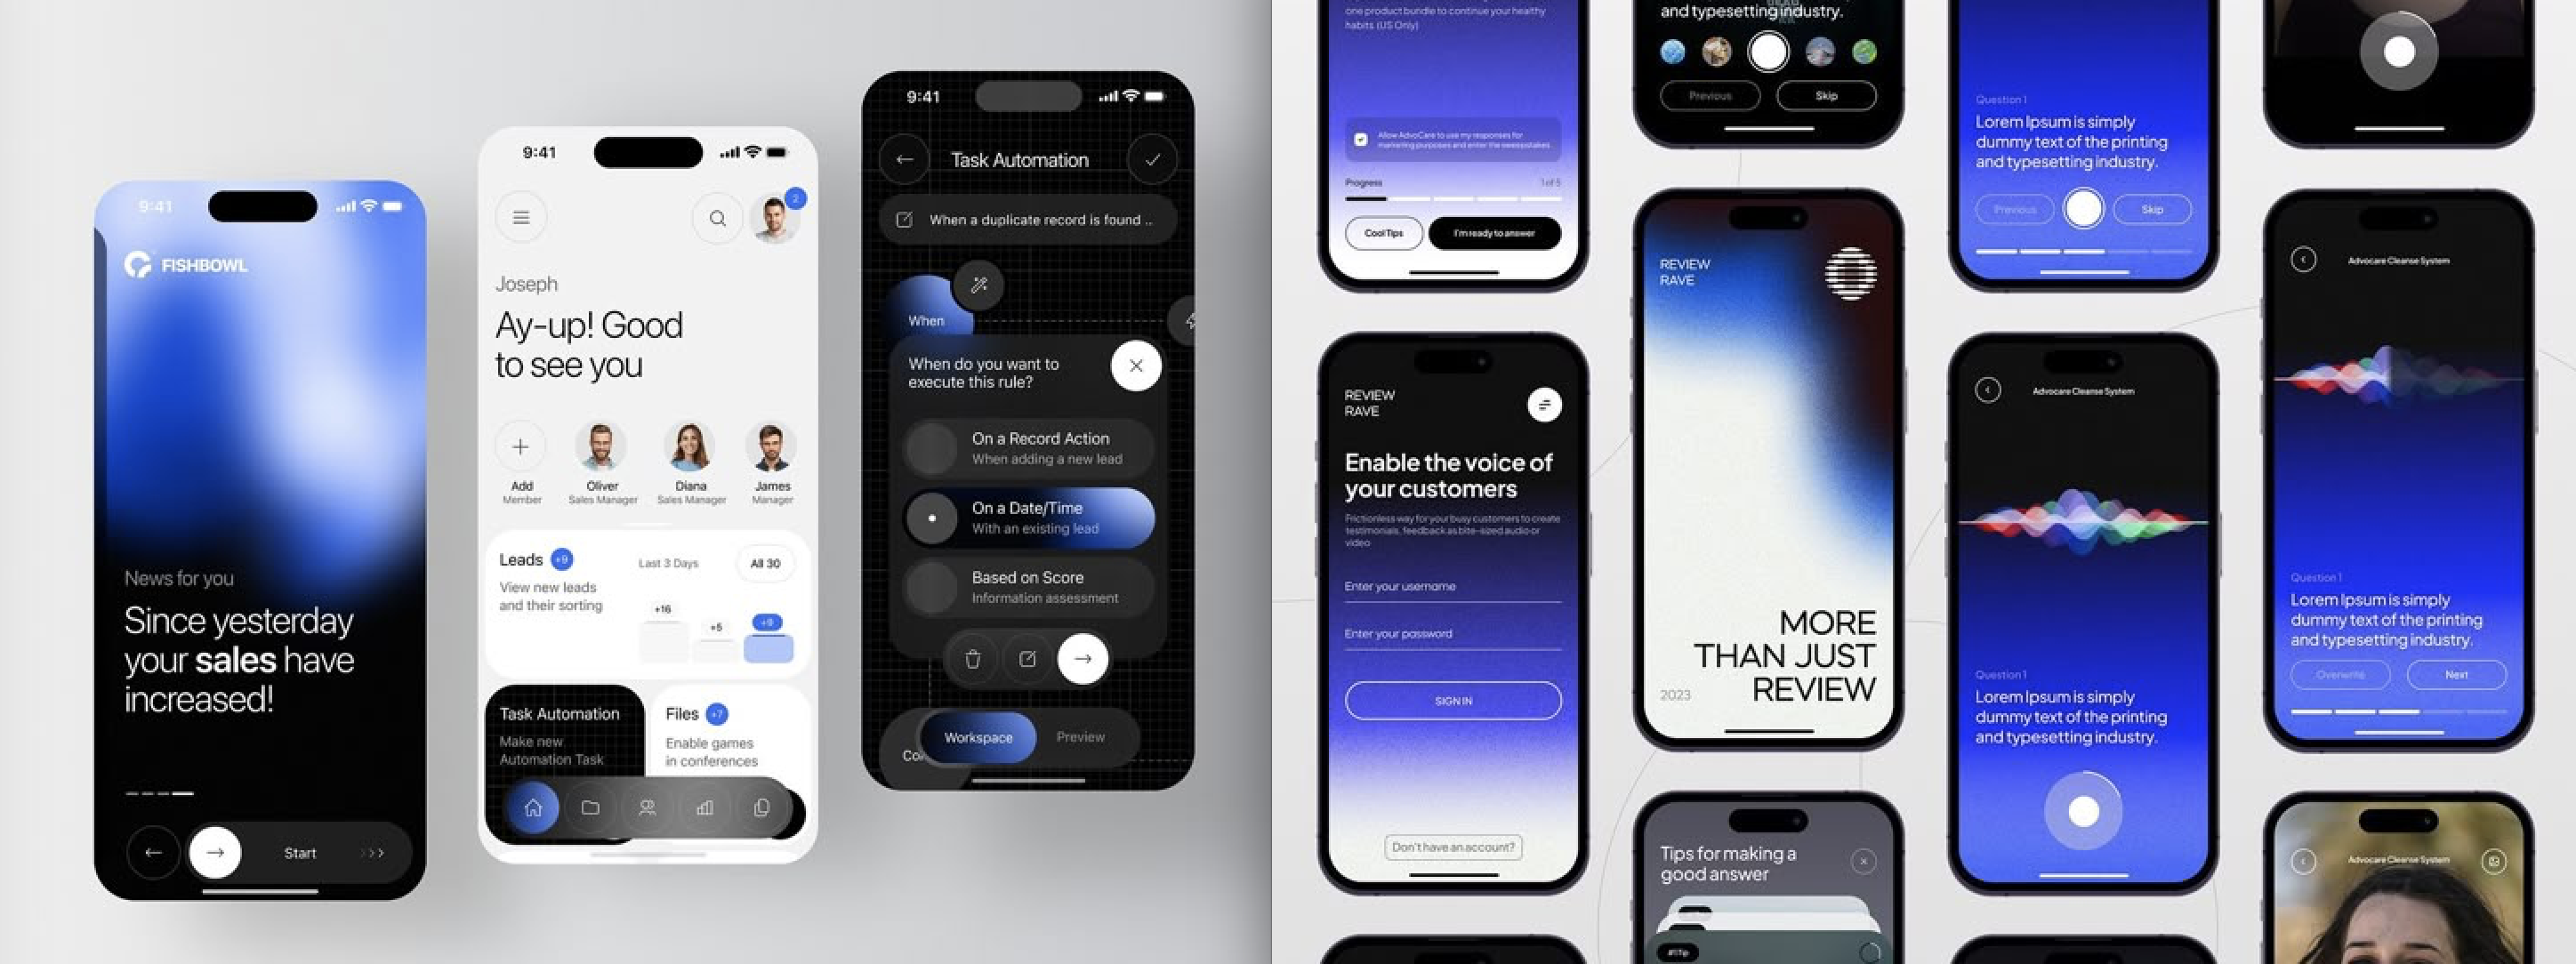 9:41
FISHBOWL
News for you
Since yesterday
your sales have
increased!
Start
9:41
2
Joseph
Ay-up! Good
to see you
Add
Member
Oliver
Sales Manager
Diana
Sales Manager
James
Manager
Leads +9
Last 3 Days
All 30
View new leads
and their sorting
+16
+5
+9
Task Automation
Make new
Automation Task
Files +7
Enable games
in conferences
9:41
Task Automation
When a duplicate record is found ..
When
When do you want to
execute this rule?
On a Record Action
When adding a new lead
On a Date/Time
With an existing lead
Based on Score
Information assessment
Workspace
Preview
one product bundle to continue your healthy
habits (US Only)
Allow AdvoCare to use my responses for
marketing purposes and enter the sweepstakes.
Progress
1 of 5
Cool Tips
I'm ready to answer
REVIEW
RAVE
Enable the voice of
your customers
Frictionless way for your busy customers to create
testimonials, feedback as bite-sized audio or
video
Enter your username
Enter your password
SIGN IN
Don't have an account?
and typesetting industry.
Previous
Skip
REVIEW
RAVE
MORE
THAN JUST
REVIEW
2023
Tips for making a
good answer
#1Tip
Question 1
Lorem Ipsum is simply
dummy text of the printing
and typesetting industry.
Previous
Skip
Advocare Cleanse System
Question 1
Lorem Ipsum is simply
dummy text of the printing
and typesetting industry.
Advocare Cleanse System
Question 1
Lorem Ipsum is simply
dummy text of the printing
and typesetting industry.
Overwrite
Next
Advocare Cleanse System